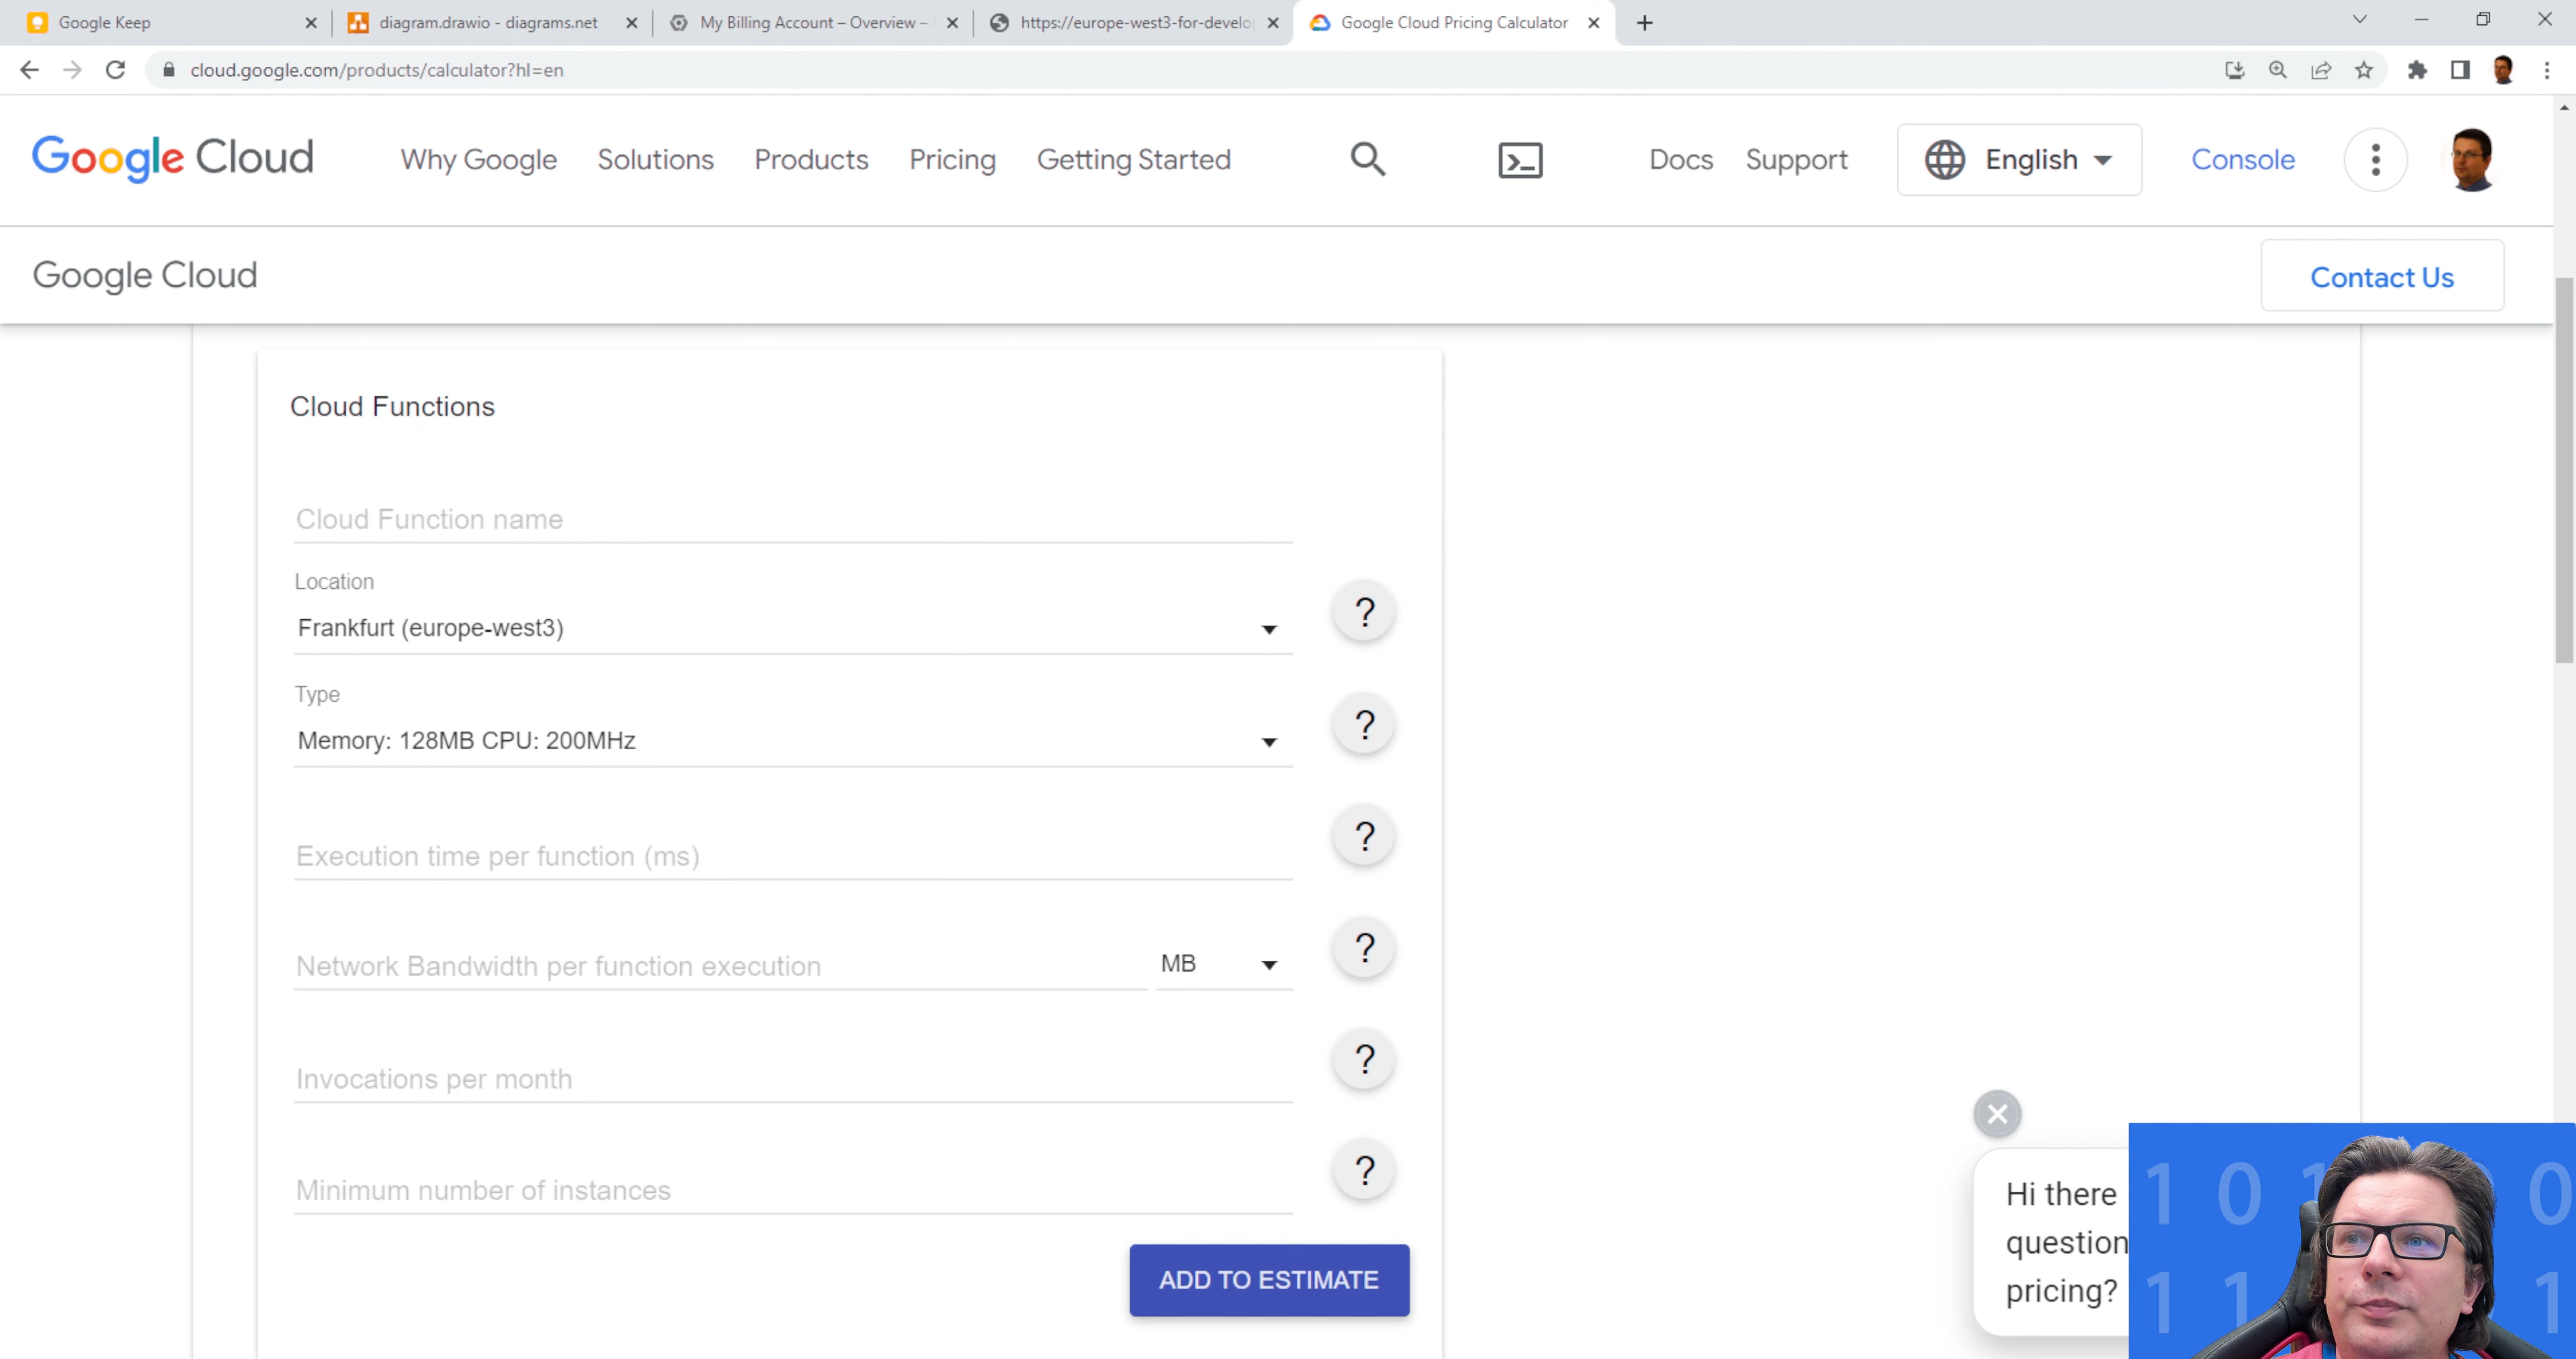 Google Keep
diagram.drawio - diagrams.net
My Billing Account – Overview –
https://europe-west3-for-develop
Google Cloud Pricing Calculator
cloud.google.com/products/calculator?hl=en
Google Cloud
Why Google
Solutions
Products
Pricing
Getting Started
Docs
Support
English
Console
Google Cloud
Contact Us
Cloud Functions
Cloud Function name
Location
Frankfurt (europe-west3)
?
Type
Memory: 128MB CPU: 200MHz
?
Execution time per function (ms)
?
Network Bandwidth per function execution
MB
?
Invocations per month
?
Minimum number of instances
?
ADD TO ESTIMATE
Hi there
question
pricing?